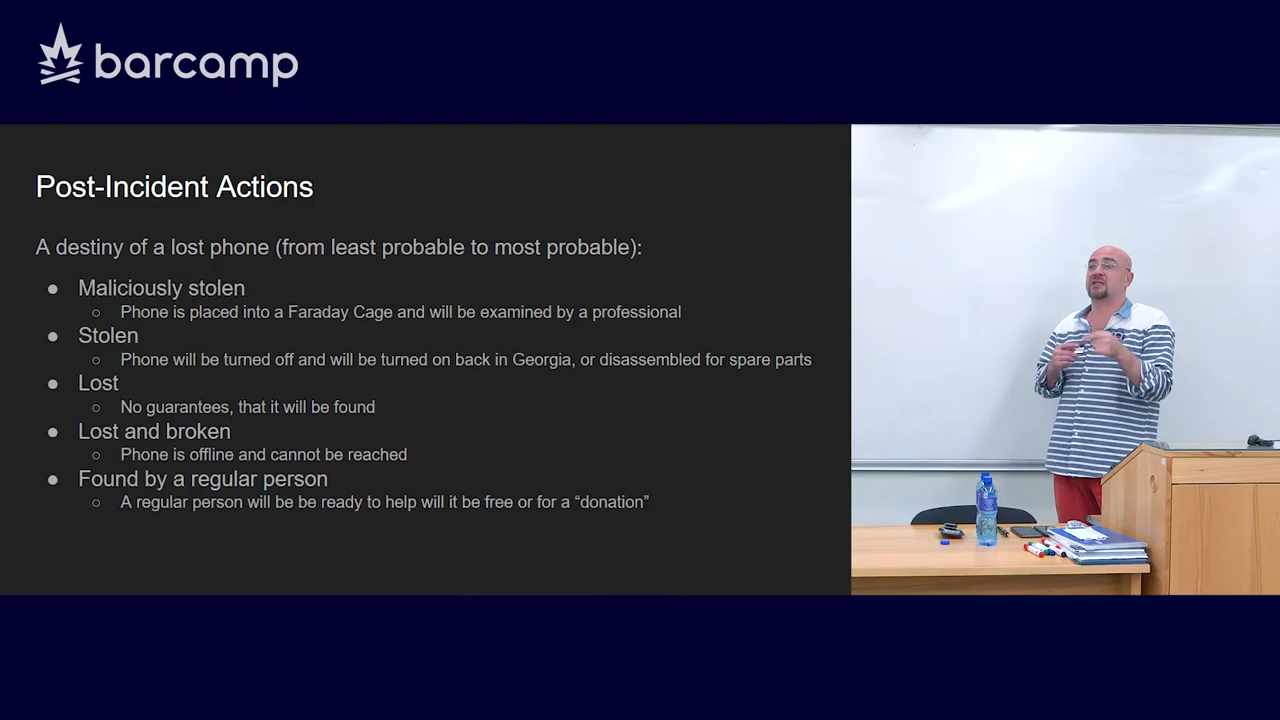 barcamp
Post-Incident Actions
A destiny of a lost phone (from least probable to most probable):
● Maliciously stolen
○ Phone is placed into a Faraday Cage and will be examined by a professional
● Stolen
○ Phone will be turned off and will be turned on back in Georgia, or disassembled for spare parts
● Lost
○ No guarantees, that it will be found
● Lost and broken
○ Phone is offline and cannot be reached
● Found by a regular person
○ A regular person will be be ready to help will it be free or for a “donation”